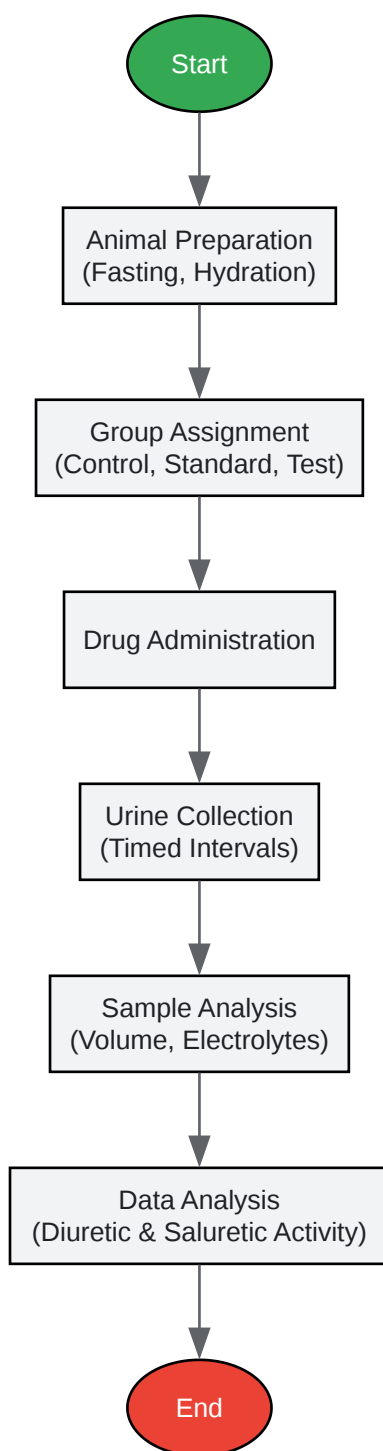 Start
Animal Preparation
(Fasting, Hydration)
Group Assignment
(Control, Standard, Test)
Drug Administration
Urine Collection
(Timed Intervals)
Sample Analysis
(Volume, Electrolytes)
Data Analysis
(Diuretic & Saluretic Activity)
End